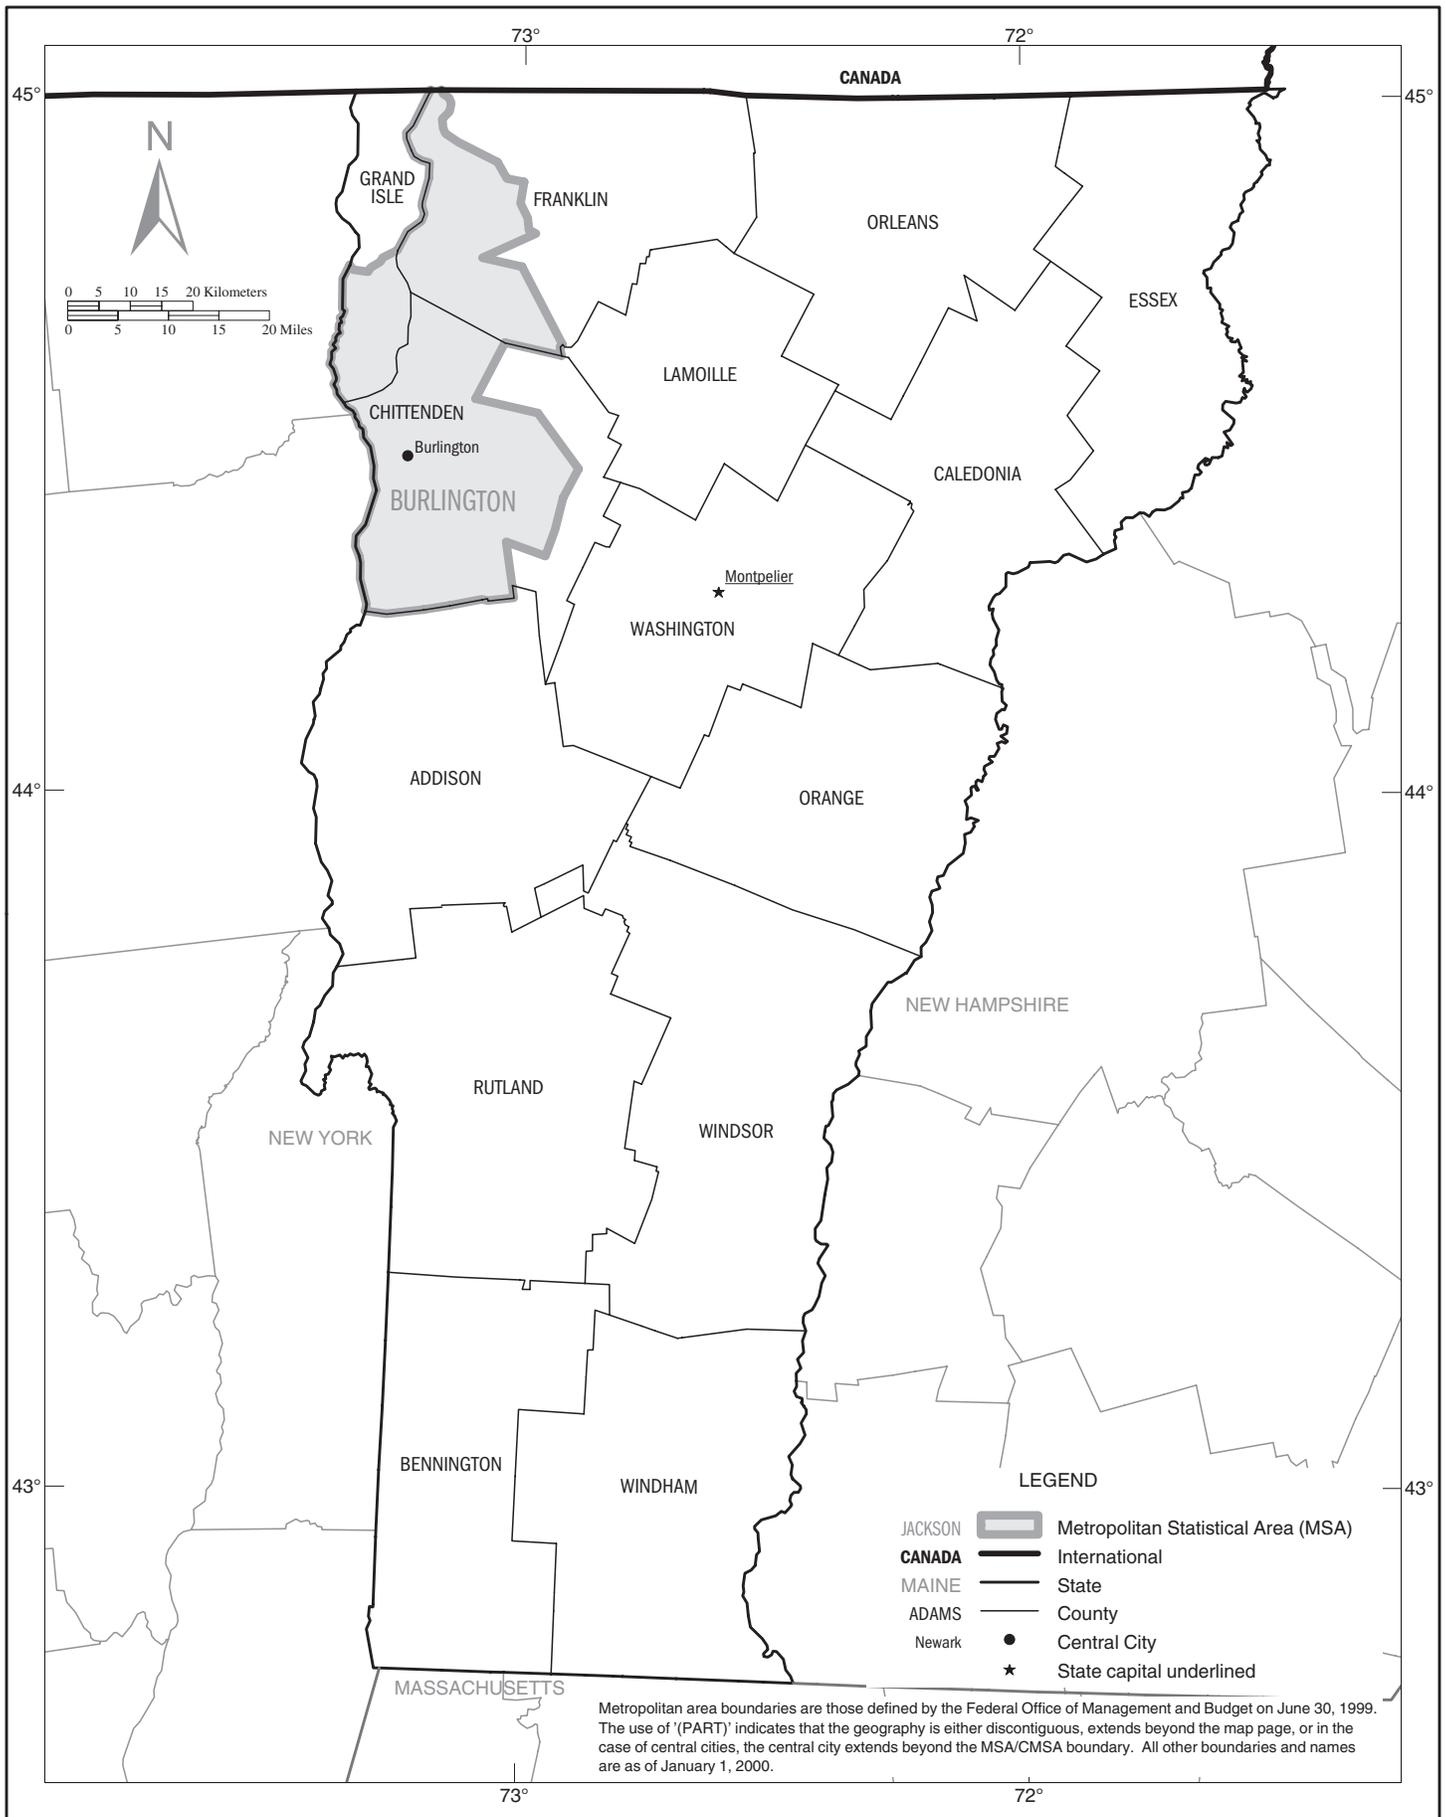 73°
72°
CANADA
45°
45°
N
GRAND
ISLE
FRANKLIN
ORLEANS
ESSEX
0 5 10 15 20 Kilometers
0 5 10 15 20 Miles
LAMOILLE
CHITTENDEN
Burlington
BURLINGTON
CALEDONIA
Montpelier
WASHINGTON
ADDISON
44°
44°
ORANGE
NEW HAMPSHIRE
RUTLAND
WINDSOR
NEW YORK
BENNINGTON
WINDHAM
43°
43°
LEGEND
JACKSON Metropolitan Statistical Area (MSA)
CANADA International
MAINE State
ADAMS County
Newark Central City
State capital underlined
MASSACHUSETTS
Metropolitan area boundaries are those defined by the Federal Office of Management and Budget on June 30, 1999.
The use of '(PART)' indicates that the geography is either discontiguous, extends beyond the map page, or in the
case of central cities, the central city extends beyond the MSA/CMSA boundary. All other boundaries and names
are as of January 1, 2000.
73°
72°